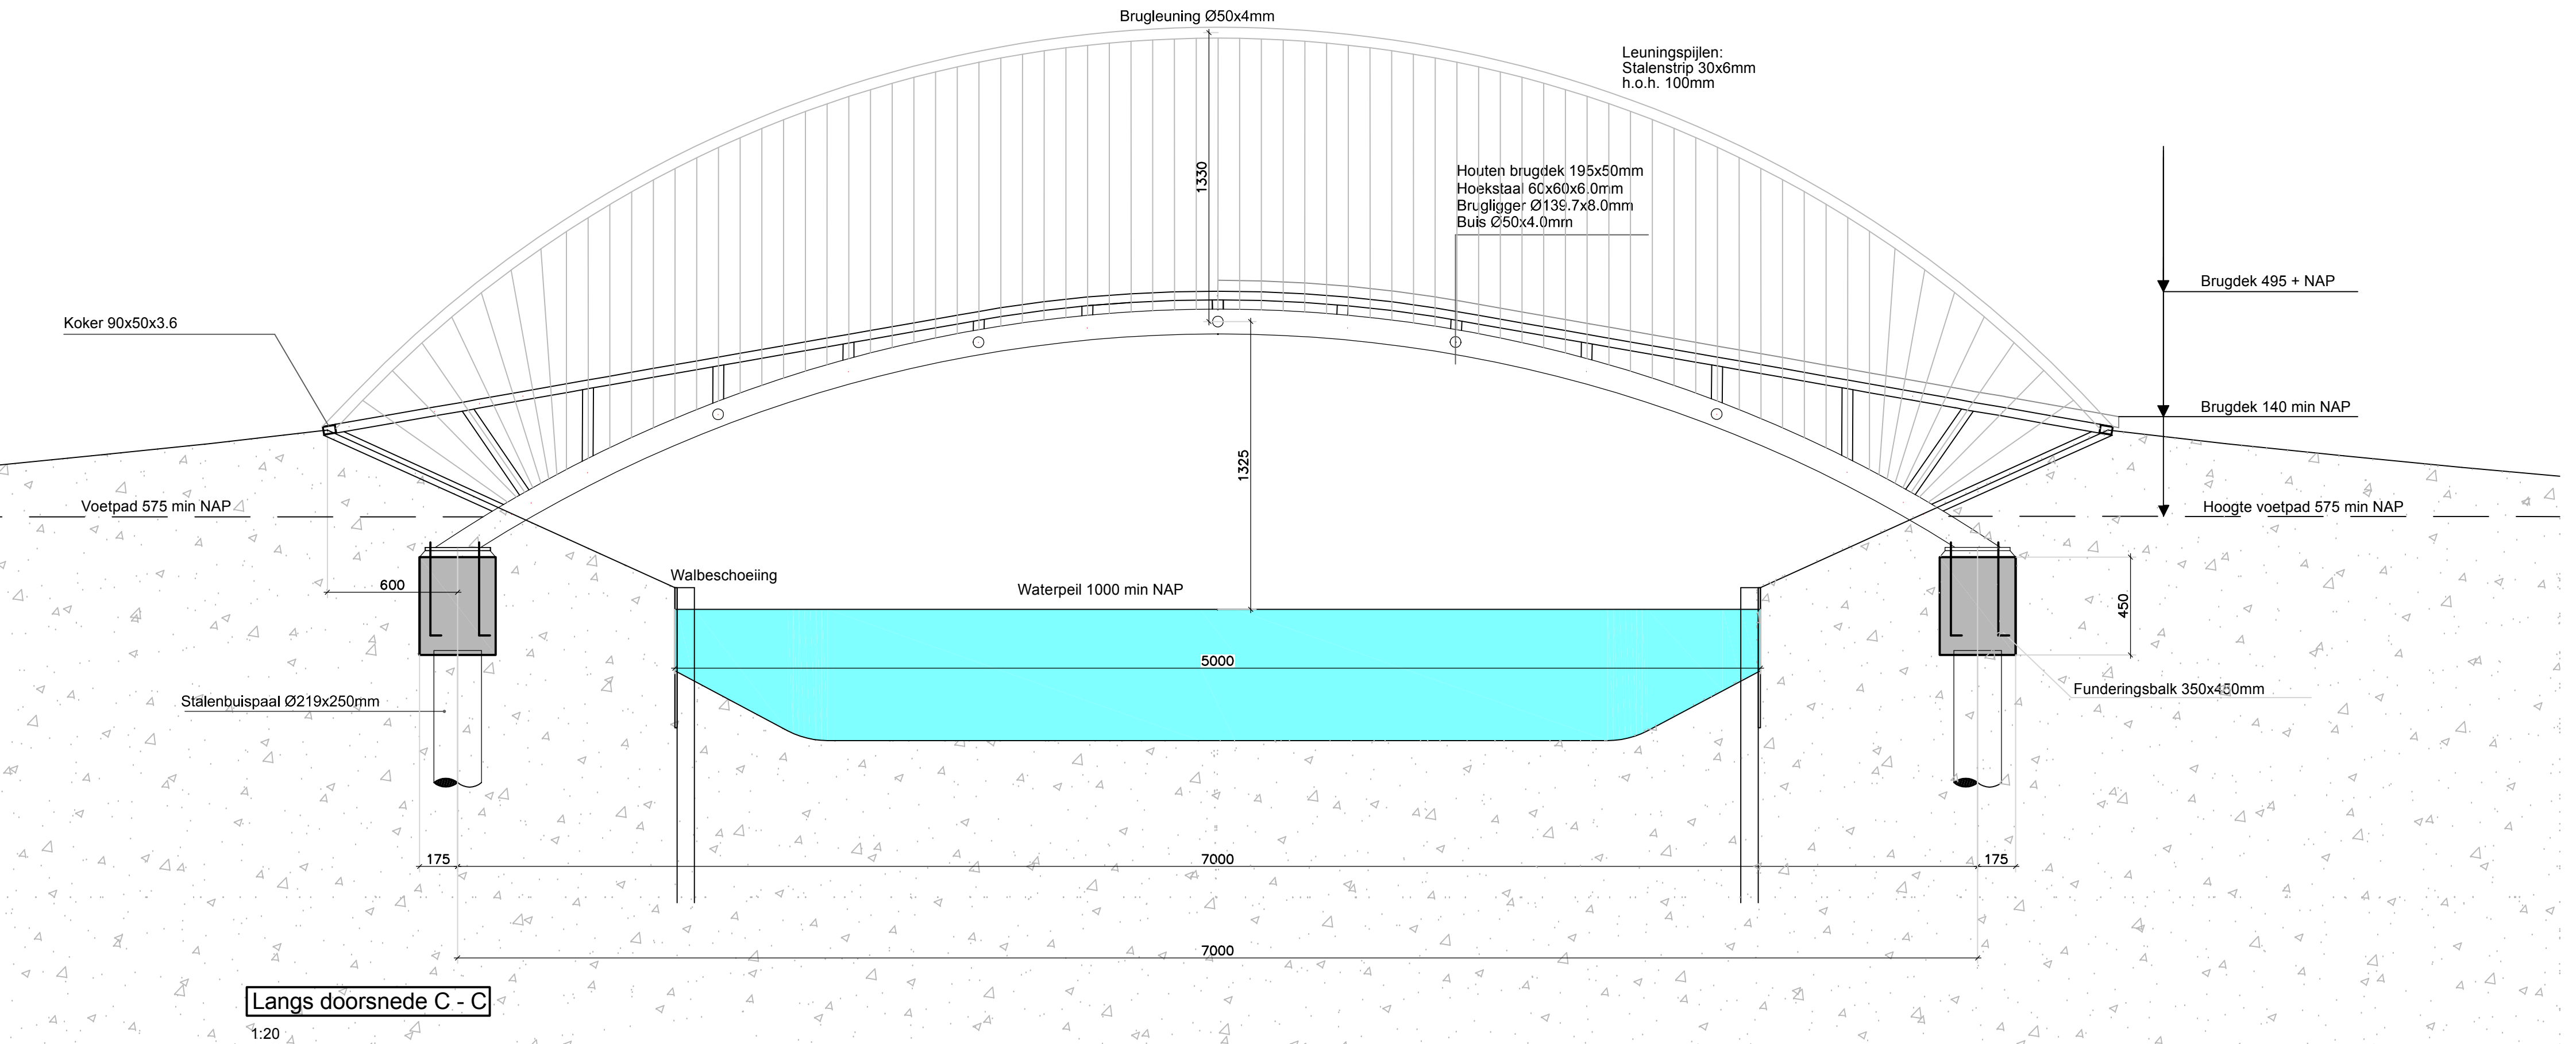 Brugleuning Ø50x4mm
Leuningspijlen:
Stalenstrip 30x6mm
h.o.h. 100mm
1330
Houten brugdek 195x50mm
Hoekstaal 60x60x6.0mm
Brugligger Ø139.7x8.0mm
Buis Ø50x4.0mm
Brugdek 495 + NAP
Koker 90x50x3.6
Brugdek 140 min NAP
1325
Voetpad 575 min NAP
Hoogte voetpad 575 min NAP
600
Walbeschoeiing
Waterpeil 1000 min NAP
450
5000
Stalenbuispaal Ø219x250mm
Funderingsbalk 350x450mm
175
7000
175
7000
Langs doorsnede C - C
1:20